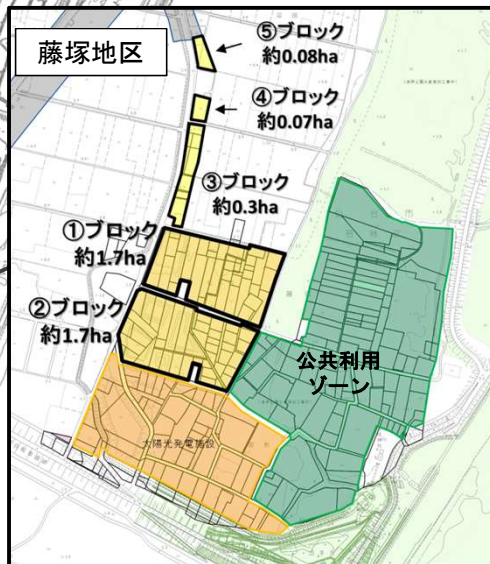 藤塚地区
⑤ブロック
約0.08ha
④ブロック
約0.07ha
③ブロック
約0.3ha
①ブロック
約1.7ha
②ブロック
約1.7ha
公共利用
ゾーン
太陽光発電施設